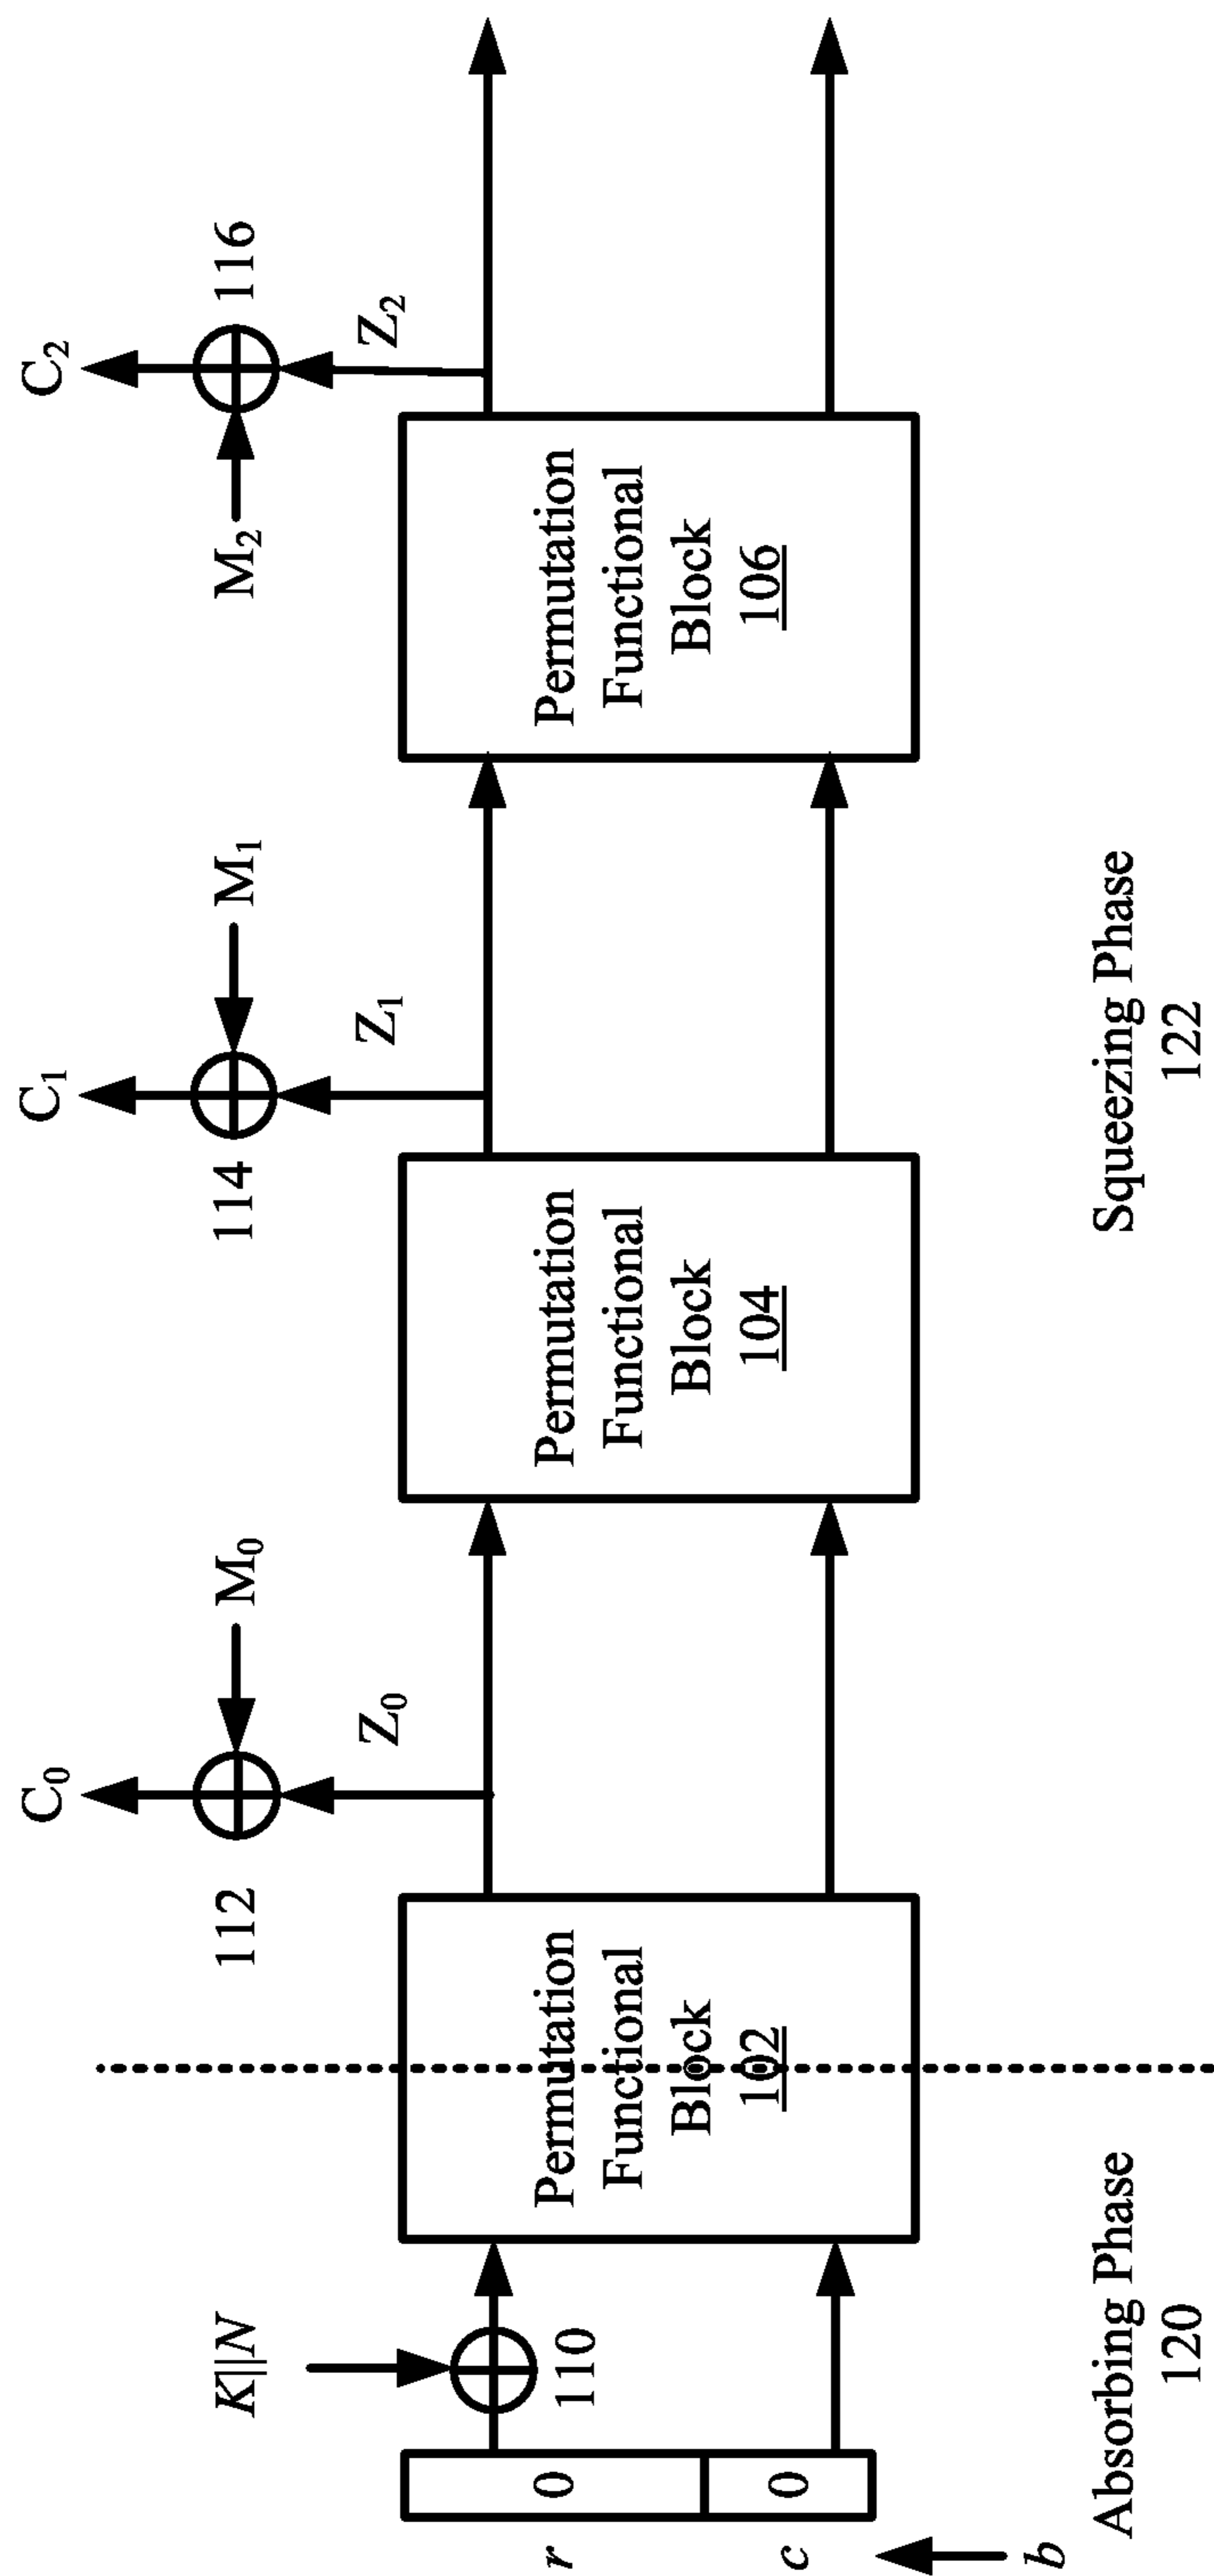 C₀
C₁
C₂
112
M₀
114
M₁
M₂
116
K||N
Z₀
Z₁
Z₂
110
r
0
c
0
b
Permutation
Functional
Block
102
Permutation
Functional
Block
104
Permutation
Functional
Block
106
Absorbing Phase
120
Squeezing Phase
122